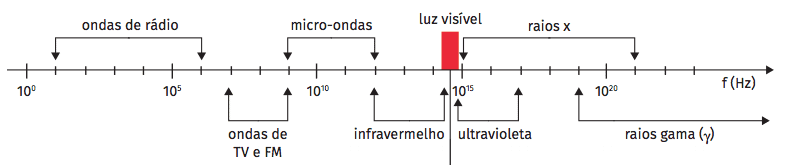 ondas de rádio
micro-ondas
luz visível
raios x
10⁰
10⁵
10¹⁰
10¹⁵
10²⁰
f (Hz)
ondas de
TV e FM
infravermelho
ultravioleta
raios gama (γ)